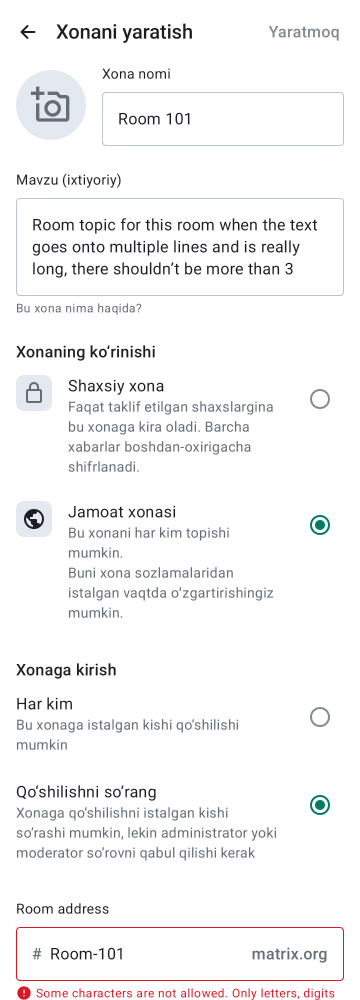 Xonani yaratish
Yaratmoq
Xona nomi
Room 101
Mavzu (ixtiyoriy)
Room topic for this room when the text
goes onto multiple lines and is really
long, there shouldn’t be more than 3
Bu xona nima haqida?
Xonaning ko‘rinishi
Shaxsiy xona
Faqat taklif etilgan shaxslargina
bu xonaga kira oladi. Barcha
xabarlar boshdan-oxirigacha
shifrlanadi.
Jamoat xonasi
Bu xonani har kim topishi
mumkin.
Buni xona sozlamalaridan
istalgan vaqtda o‘zgartirishingiz
mumkin.
Xonaga kirish
Har kim
Bu xonaga istalgan kishi qo‘shilishi
mumkin
Qo‘shilishni so‘rang
Xonaga qo‘shilishni istalgan kishi
so‘rashi mumkin, lekin administrator yoki
moderator so‘rovni qabul qilishi kerak
Room address
# Room-101 matrix.org
Some characters are not allowed. Only letters, digits